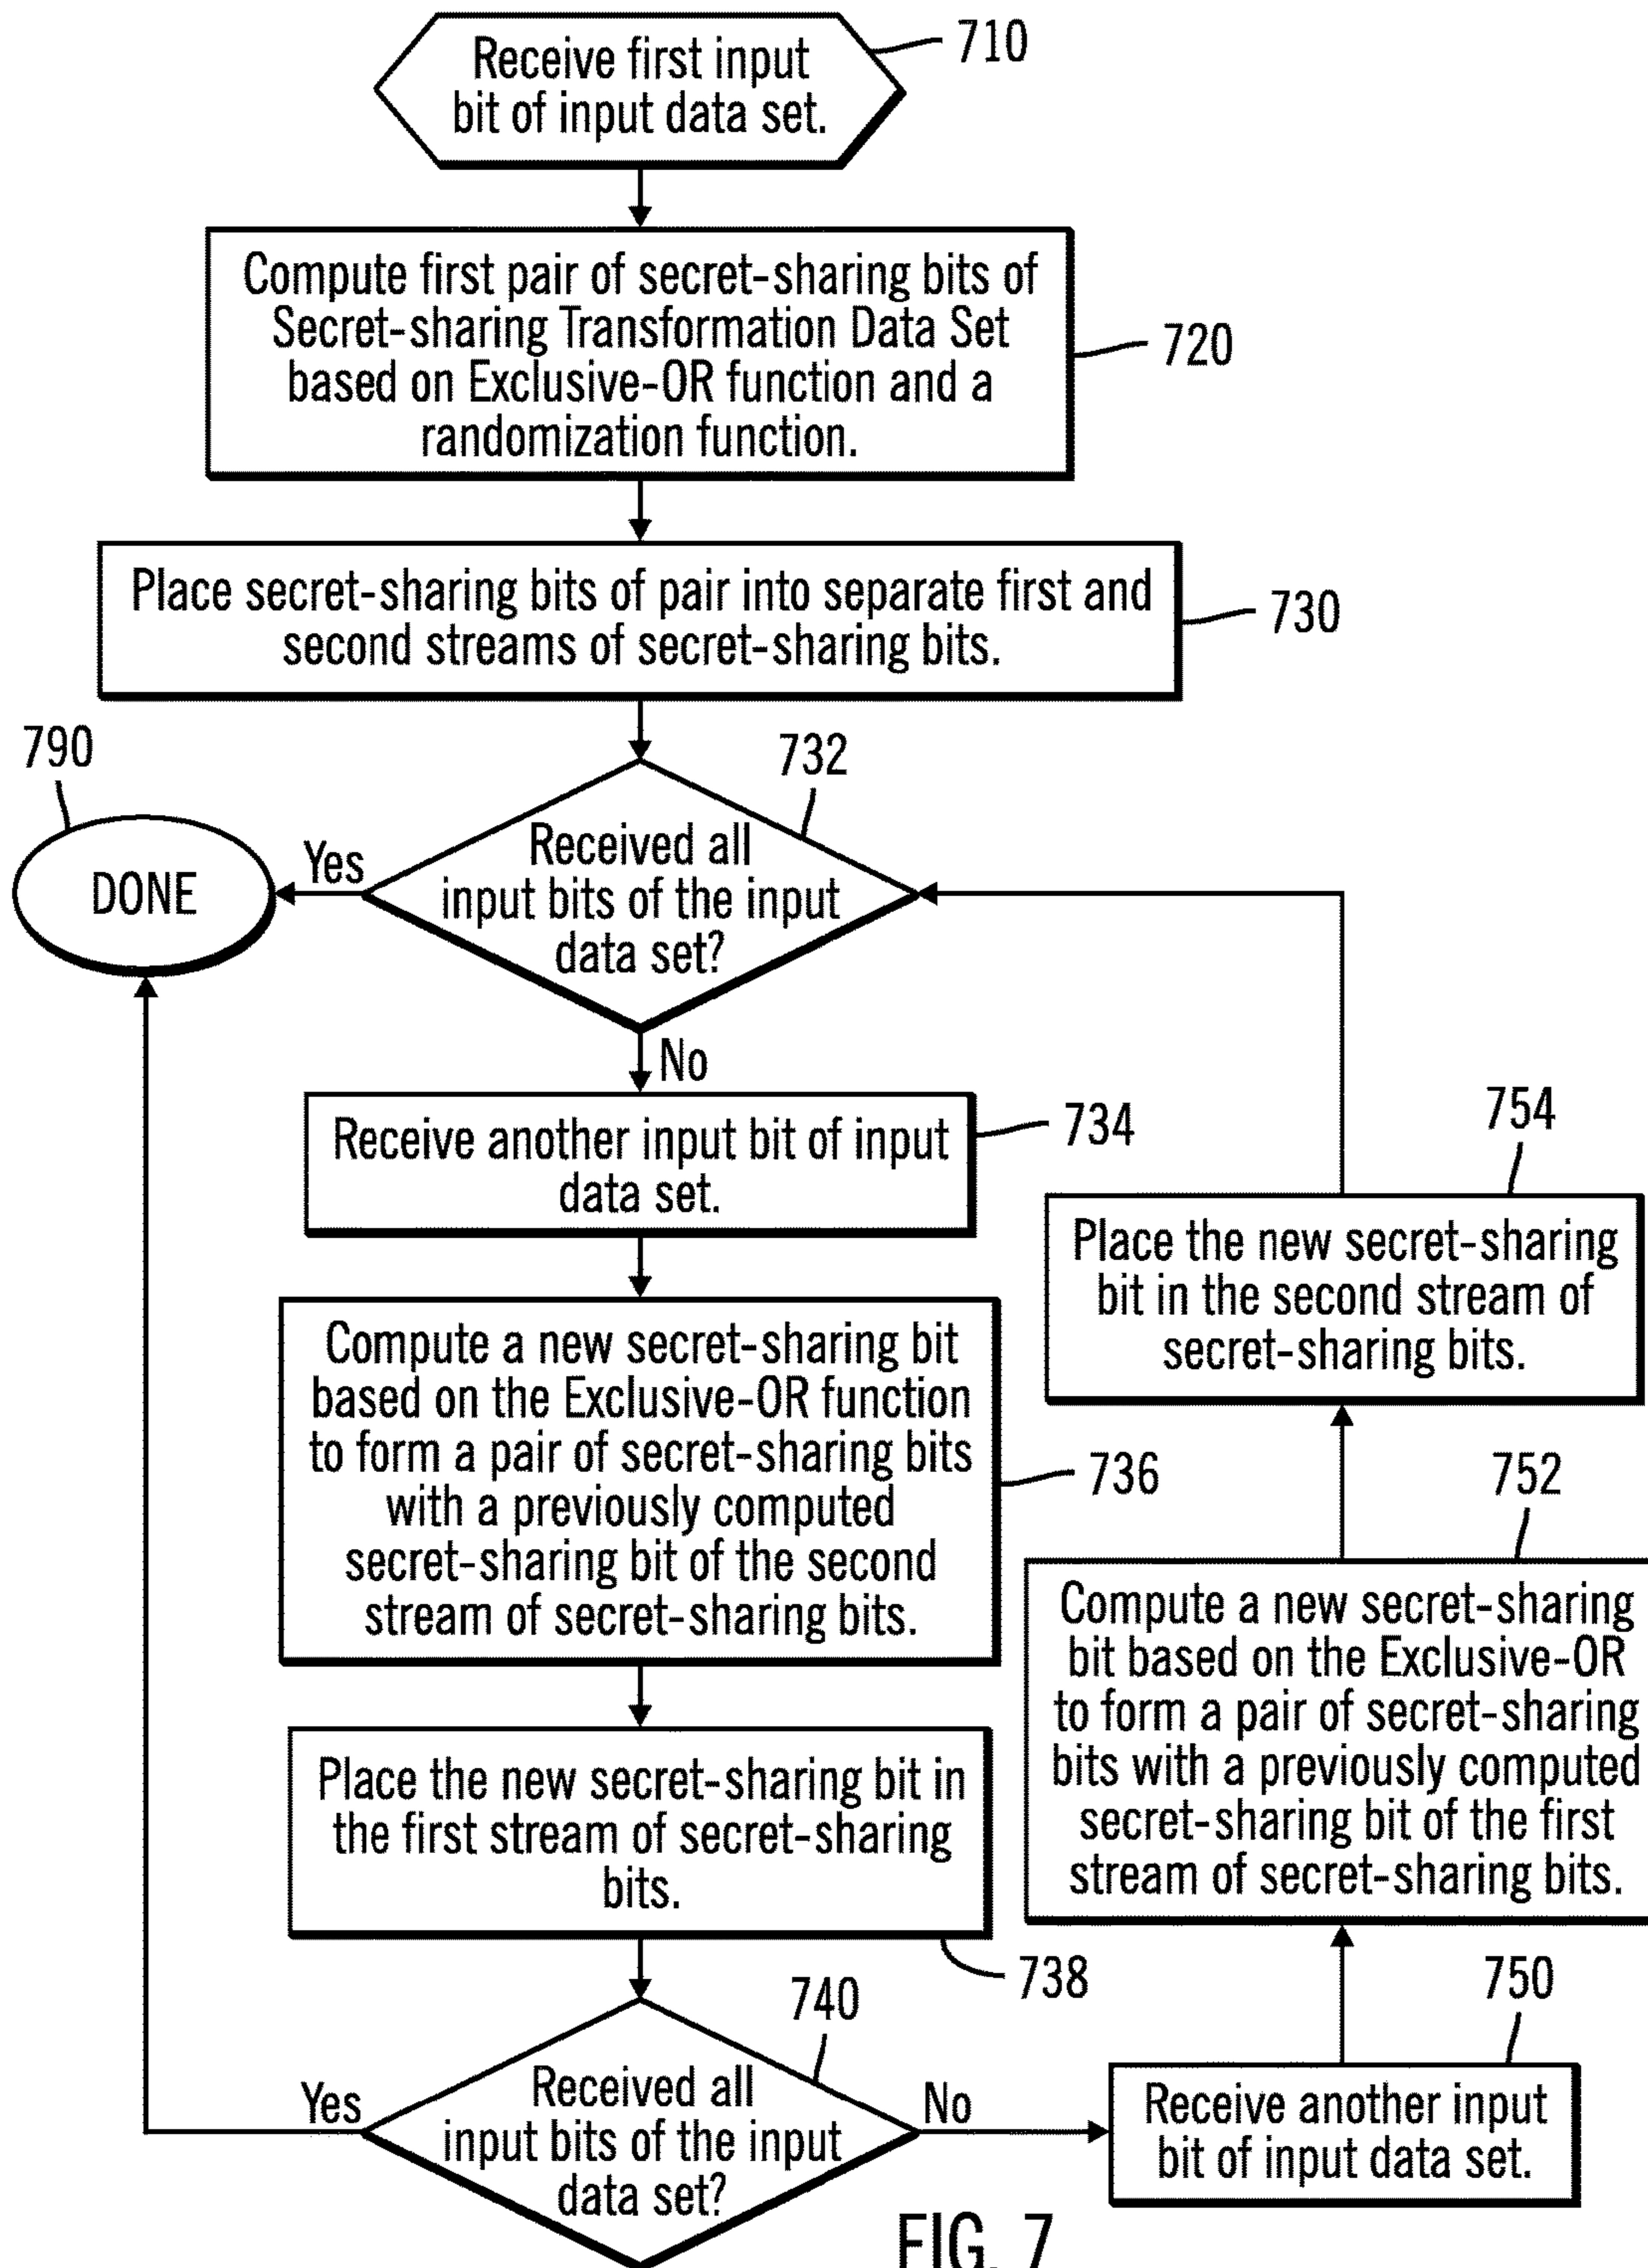 Receive first input
bit of input data set.
710
Compute first pair of secret-sharing bits of
Secret-sharing Transformation Data Set
based on Exclusive-OR function and a
randomization function.
720
Place secret-sharing bits of pair into separate first and
second streams of secret-sharing bits.
730
790
DONE
Yes
732
Received all
input bits of the input
data set?
No
Receive another input bit of input
data set.
734
Compute a new secret-sharing bit
based on the Exclusive-OR function
to form a pair of secret-sharing bits
with a previously computed
secret-sharing bit of the second
stream of secret-sharing bits.
736
Place the new secret-sharing bit in
the first stream of secret-sharing
bits.
738
740
Received all
input bits of the input
data set?
Yes
No
750
Receive another input
bit of input data set.
752
Compute a new secret-sharing
bit based on the Exclusive-OR
to form a pair of secret-sharing
bits with a previously computed
secret-sharing bit of the first
stream of secret-sharing bits.
754
Place the new secret-sharing
bit in the second stream of
secret-sharing bits.
FIG. 7